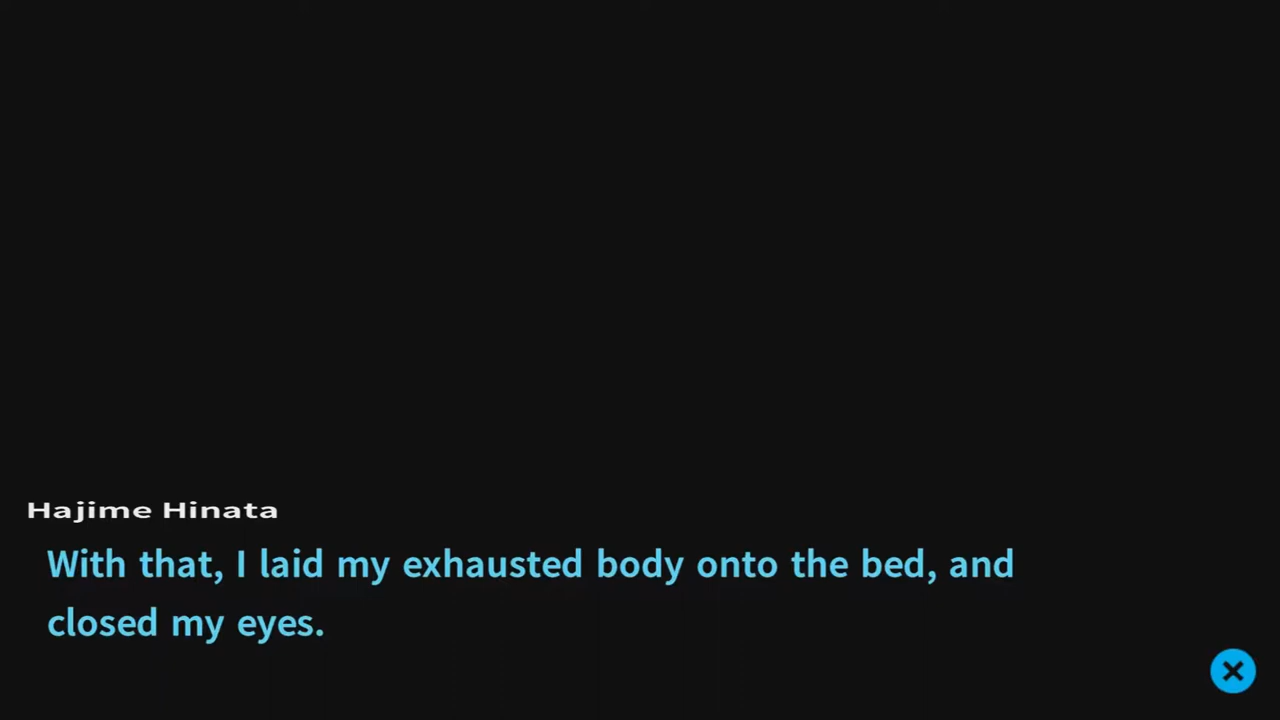 Hajime Hinata
With that, I laid my exhausted body onto the bed, and
closed my eyes.